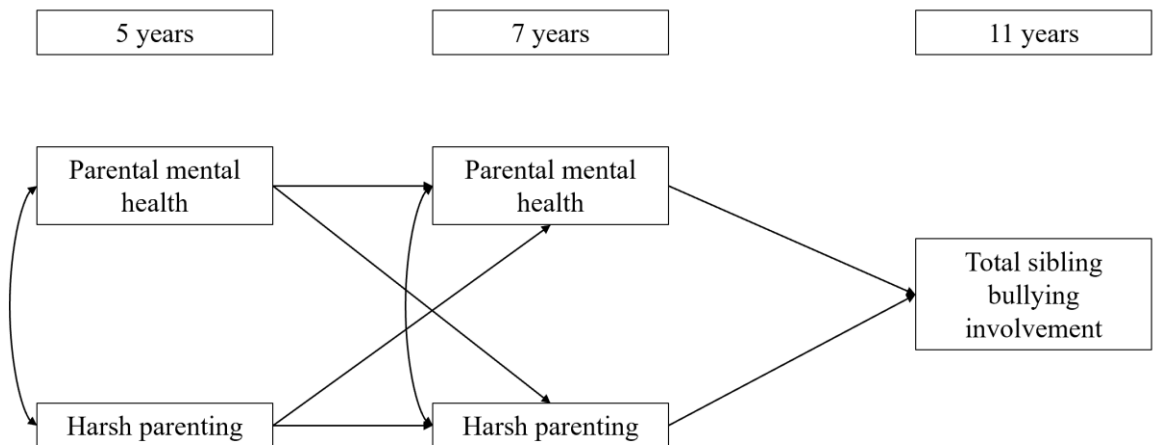 5 years
7 years
11 years
Parental mental
health
Parental mental
health
Total sibling
bullying
involvement
Harsh parenting
Harsh parenting